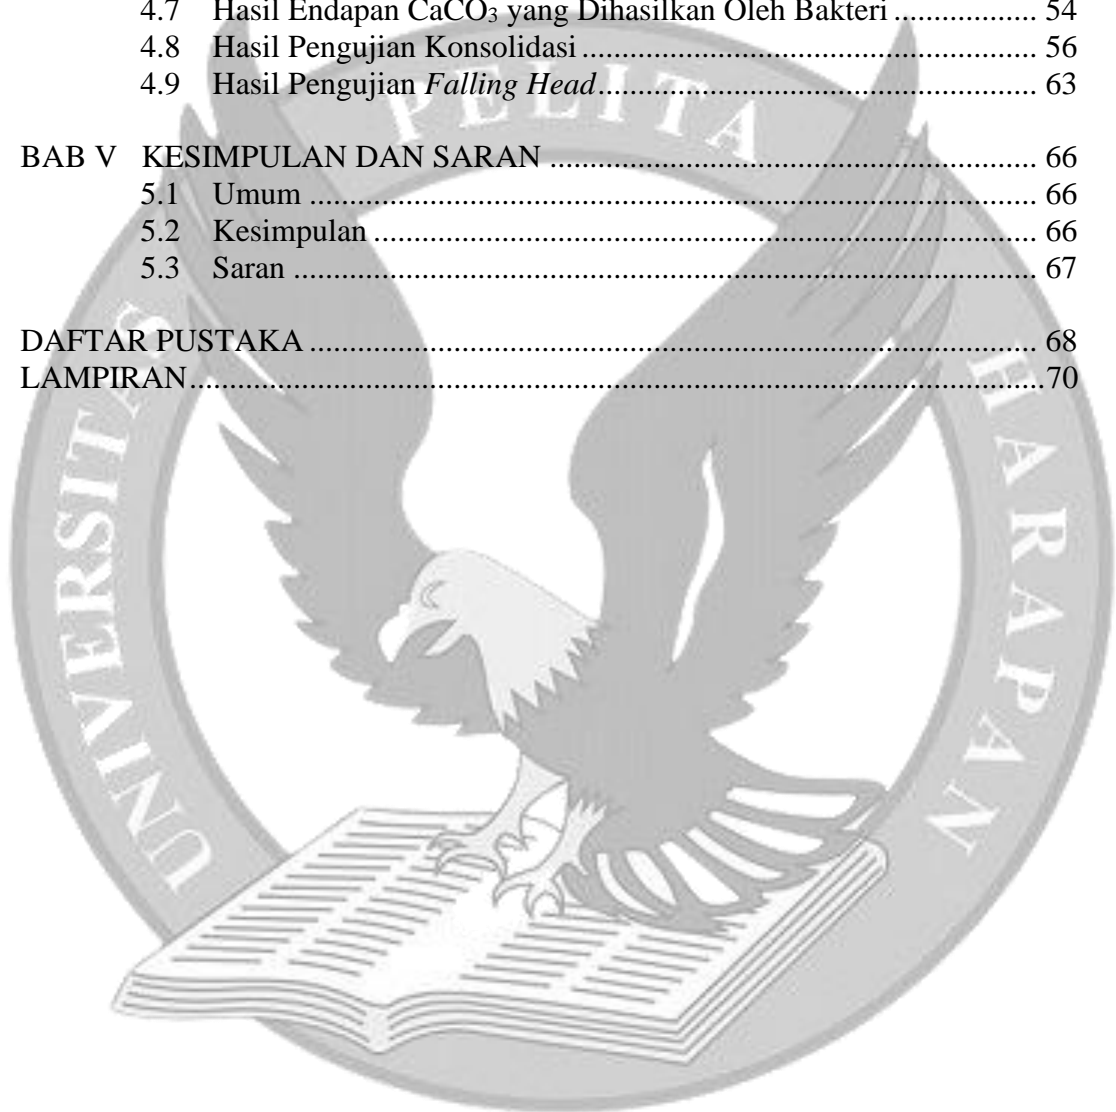 4.7 Hasil Endapan CaCO₃ yang Dihasilkan Oleh Bakteri ................. 54
4.8 Hasil Pengujian Konsolidasi ......................................................... 56
4.9 Hasil Pengujian Falling Head....................................................... 63
BAB V KESIMPULAN DAN SARAN ............................................................. 66
5.1 Umum ........................................................................................... 66
5.2 Kesimpulan ................................................................................... 66
5.3 Saran ............................................................................................. 67
DAFTAR PUSTAKA ........................................................................................... 68
LAMPIRAN...........................................................................................................70
UNIVERSITAS PELITA HARAPAN